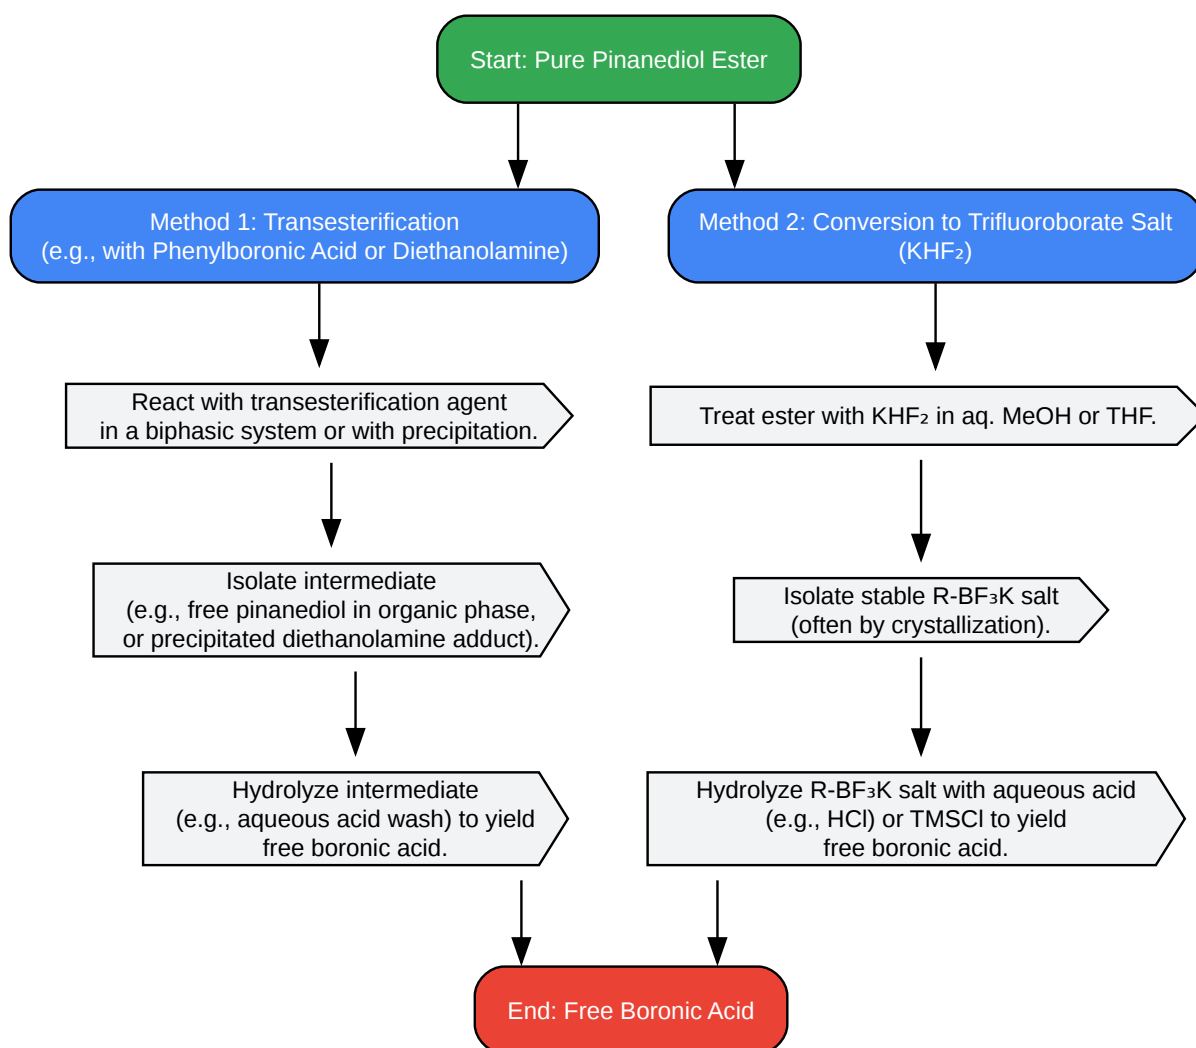 Start: Pure Pinanediol Ester
Method 1: Transesterification
(e.g., with Phenylboronic Acid or Diethanolamine)
Method 2: Conversion to Trifluoroborate Salt
(KHF₂)
React with transesterification agent
in a biphasic system or with precipitation.
Treat ester with KHF₂ in aq. MeOH or THF.
Isolate intermediate
(e.g., free pinanediol in organic phase,
or precipitated diethanolamine adduct).
Isolate stable R-BF₃K salt
(often by crystallization).
Hydrolyze intermediate
(e.g., aqueous acid wash) to yield
free boronic acid.
Hydrolyze R-BF₃K salt with aqueous acid
(e.g., HCl) or TMSCl to yield
free boronic acid.
End: Free Boronic Acid